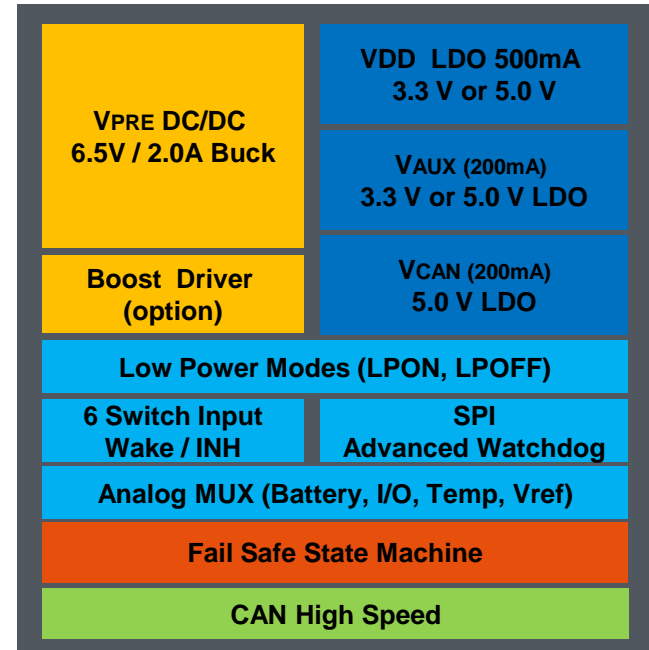 VPRE DC/DC
6.5V / 2.0A Buck
VDD LDO 500mA
3.3 V or 5.0 V
VAUX (200mA)
3.3 V or 5.0 V LDO
Boost Driver
(option)
VCAN (200mA)
5.0 V LDO
Low Power Modes (LPON, LPOFF)
6 Switch Input
Wake / INH
SPI
Advanced Watchdog
Analog MUX (Battery, I/O, Temp, Vref)
Fail Safe State Machine
CAN High Speed